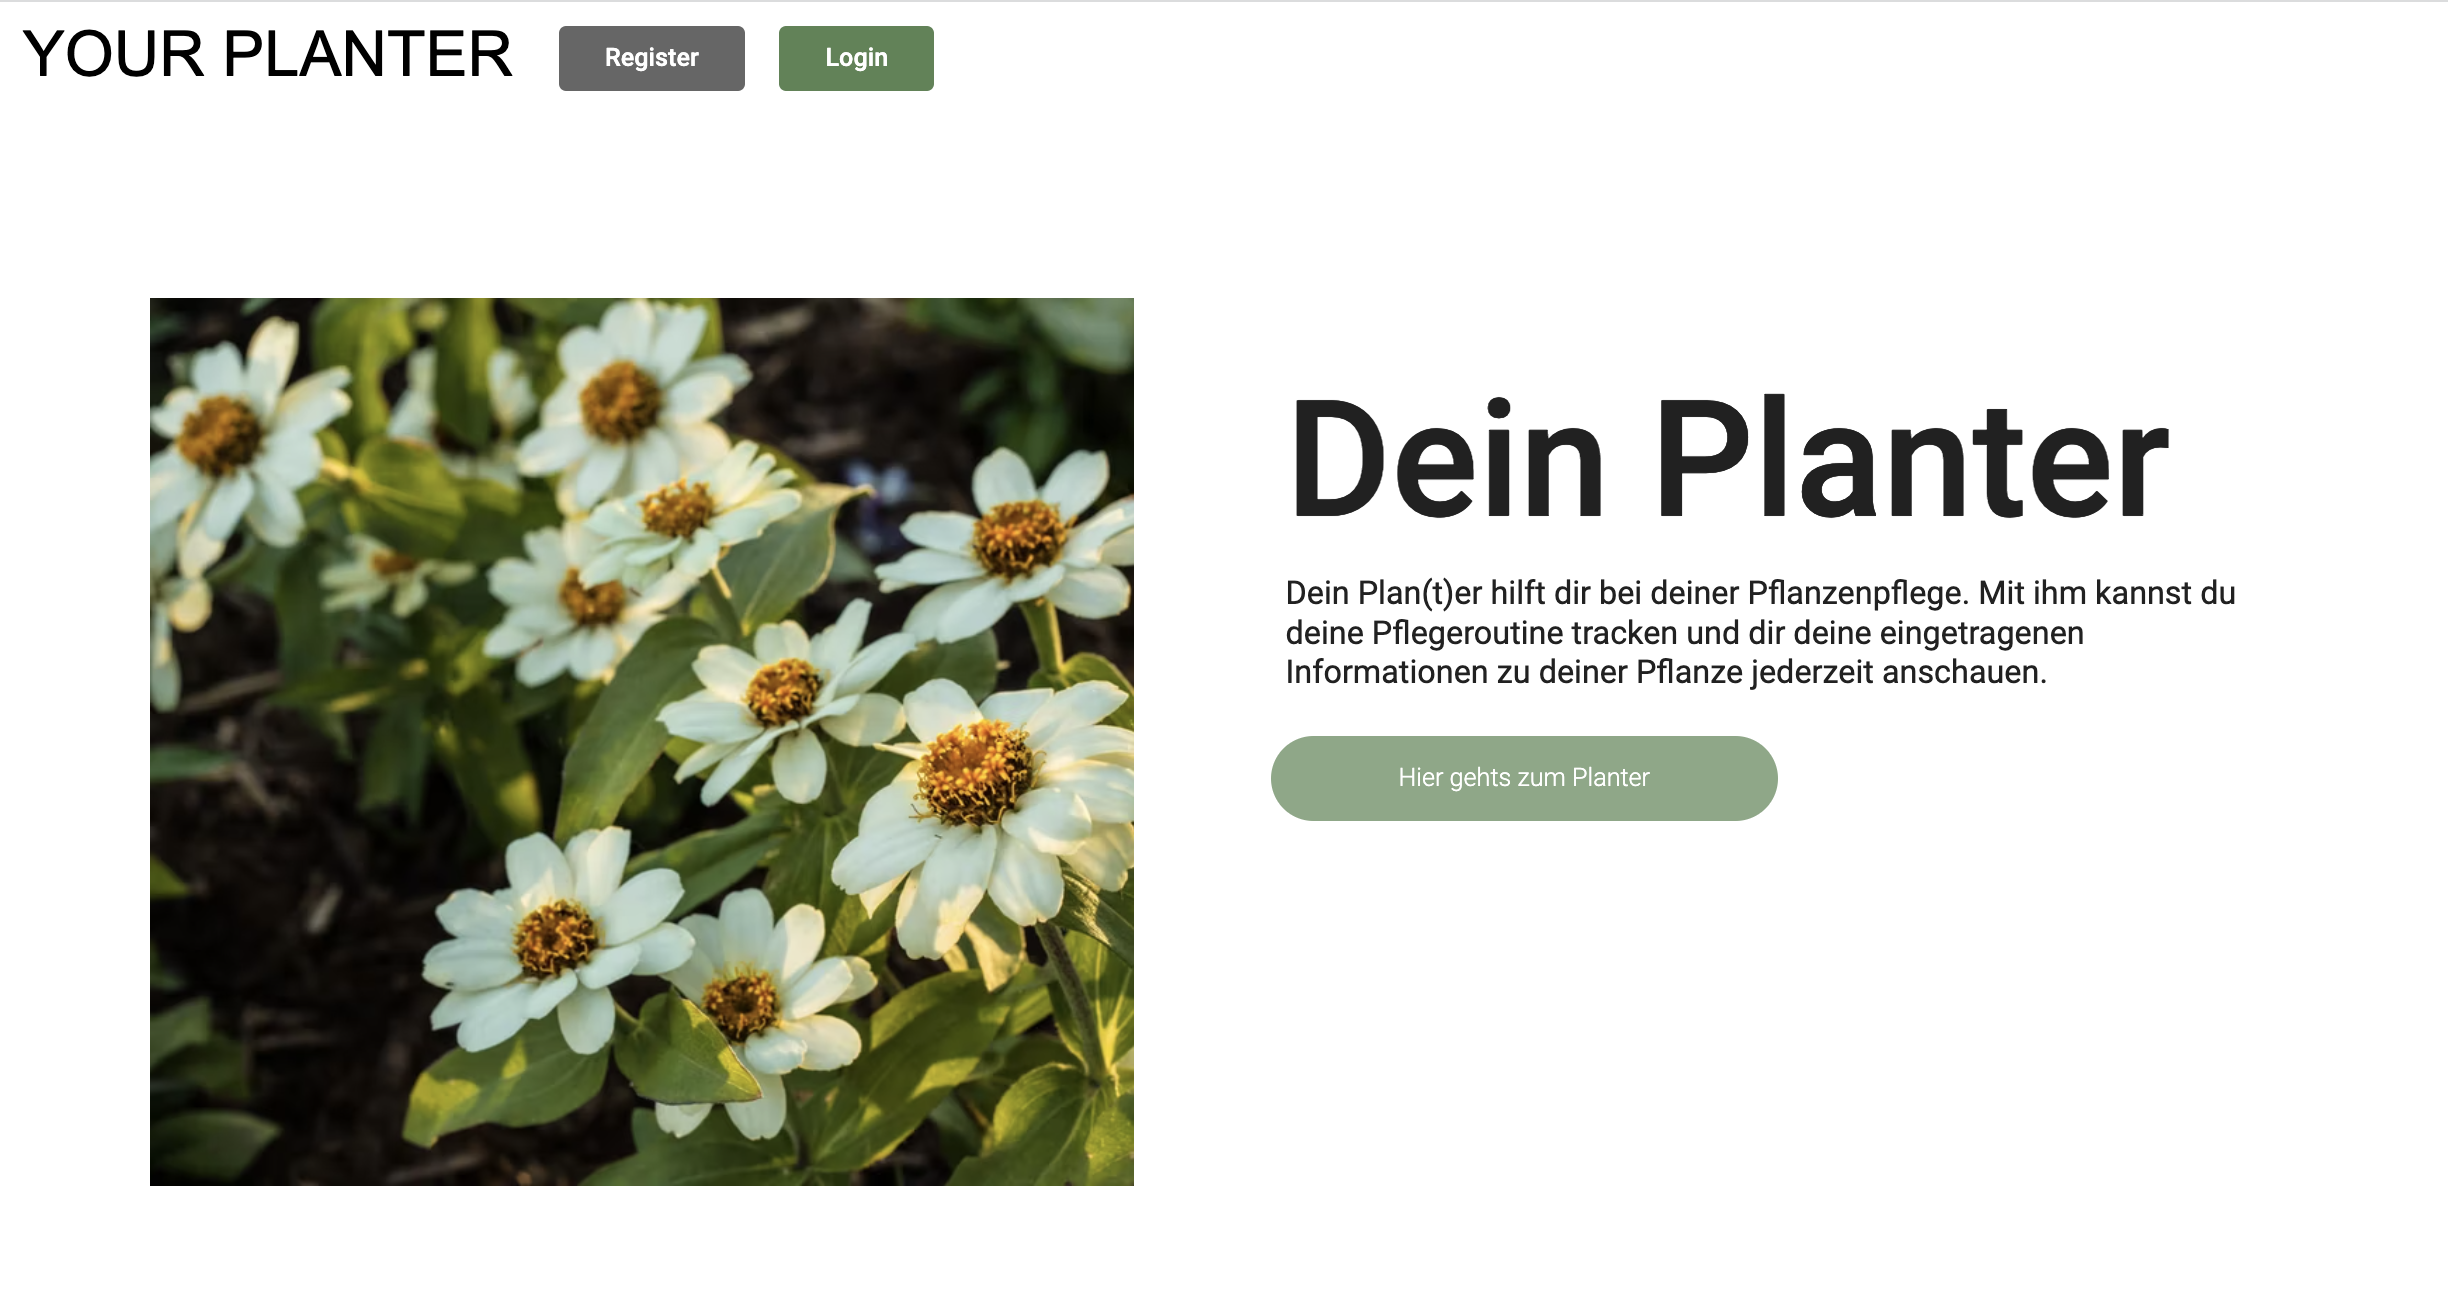 YOUR PLANTER
Register
Login
Dein Planter
Dein Plan(t)er hilft dir bei deiner Pflanzenpflege. Mit ihm kannst du
deine Pflegeroutine tracken und dir deine eingetragenen
Informationen zu deiner Pflanze jederzeit anschauen.
Hier gehts zum Planter